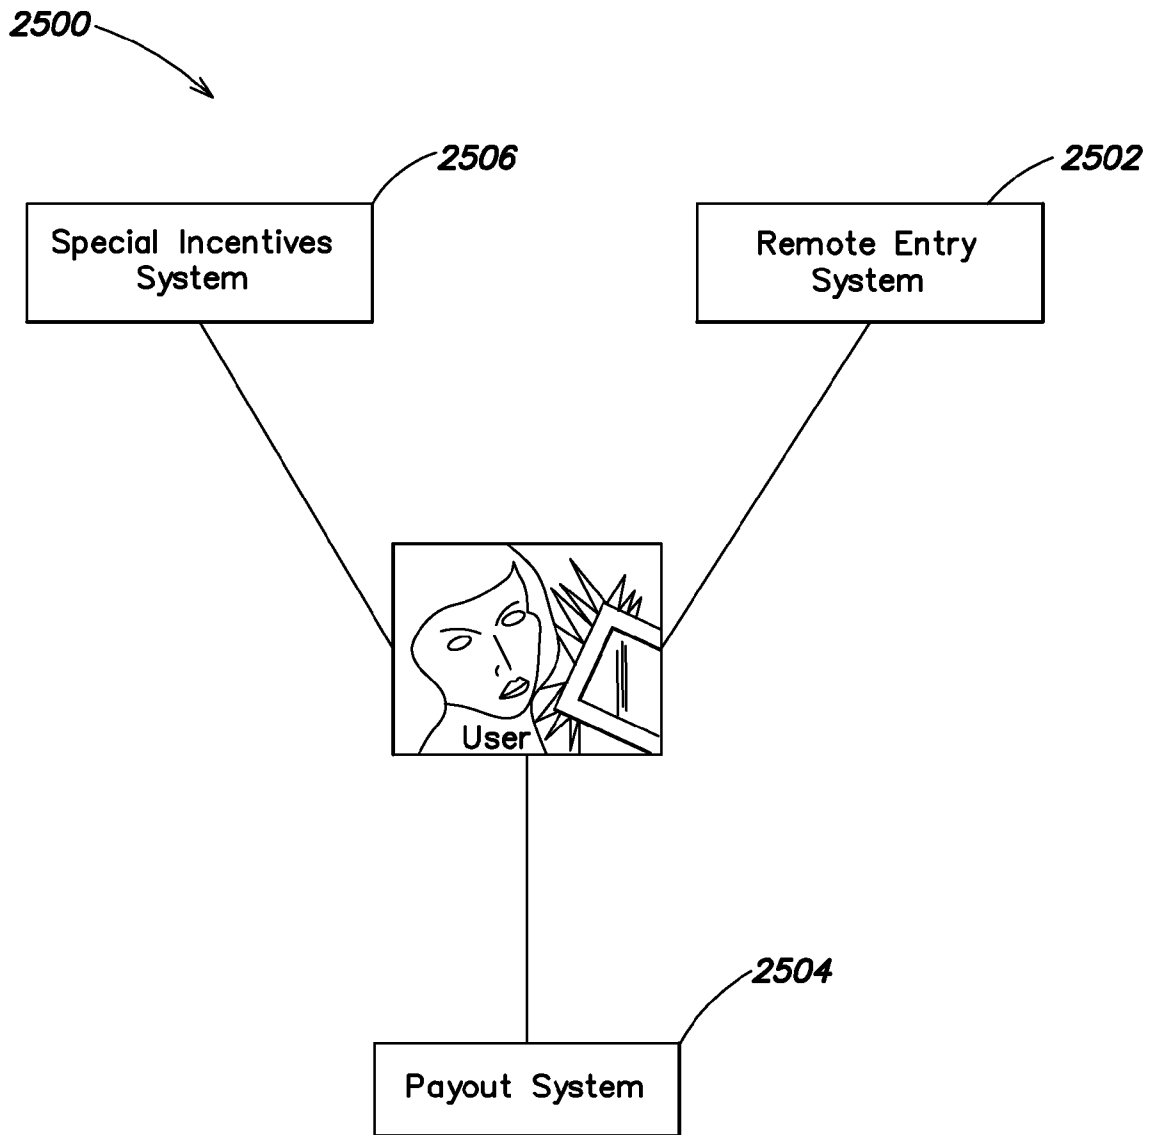 2500
2506
2502
Special Incentives
System
Remote Entry
System
User
2504
Payout System